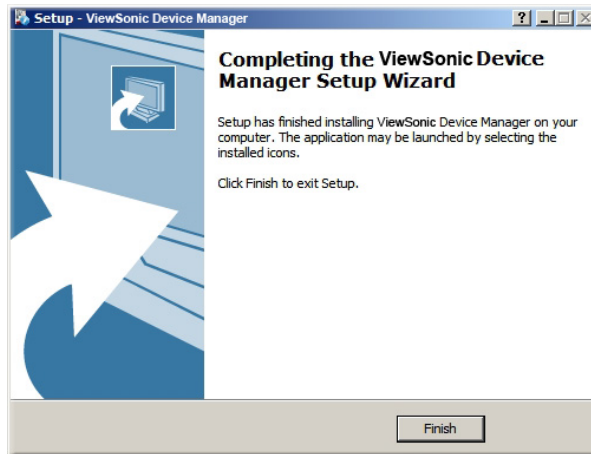 Setup - ViewSonic Device Manager
Completing the ViewSonic Device
Manager Setup Wizard
Setup has finished installing ViewSonic Device Manager on your
computer. The application may be launched by selecting the
installed icons.
Click Finish to exit Setup.
Finish